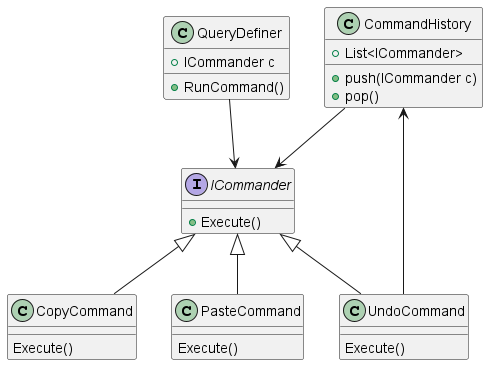 C QueryDefiner
ICommander c
RunCommand()
C CommandHistory
List<ICommander>
push(ICommander c)
pop()
I ICommander
Execute()
C CopyCommand
Execute()
C PasteCommand
Execute()
C UndoCommand
Execute()